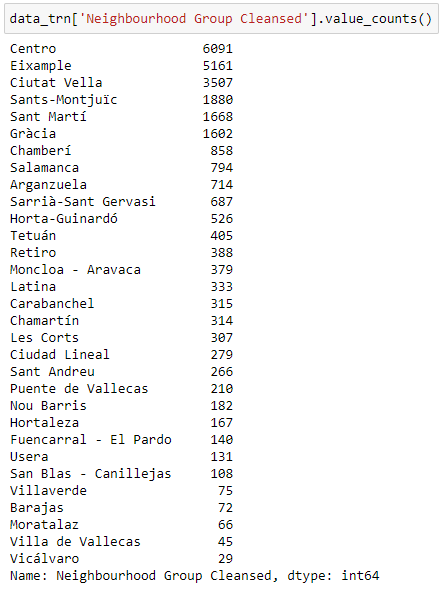 data_trn['Neighbourhood Group Cleansed'].value_counts()
Centro 6091
Eixample 5161
Ciutat Vella 3507
Sants-Montjuïc 1880
Sant Martí 1668
Gràcia 1602
Chamberí 858
Salamanca 794
Arganzuela 714
Sarrià-Sant Gervasi 687
Horta-Guinardó 526
Tetuán 405
Retiro 388
Moncloa - Aravaca 379
Latina 333
Carabanchel 315
Chamartín 314
Les Corts 307
Ciudad Lineal 279
Sant Andreu 266
Puente de Vallecas 210
Nou Barris 182
Hortaleza 167
Fuencarral - El Pardo 140
Usera 131
San Blas - Canillejas 108
Villaverde 75
Barajas 72
Moratalaz 66
Villa de Vallecas 45
Vicálvaro 29
Name: Neighbourhood Group Cleansed, dtype: int64